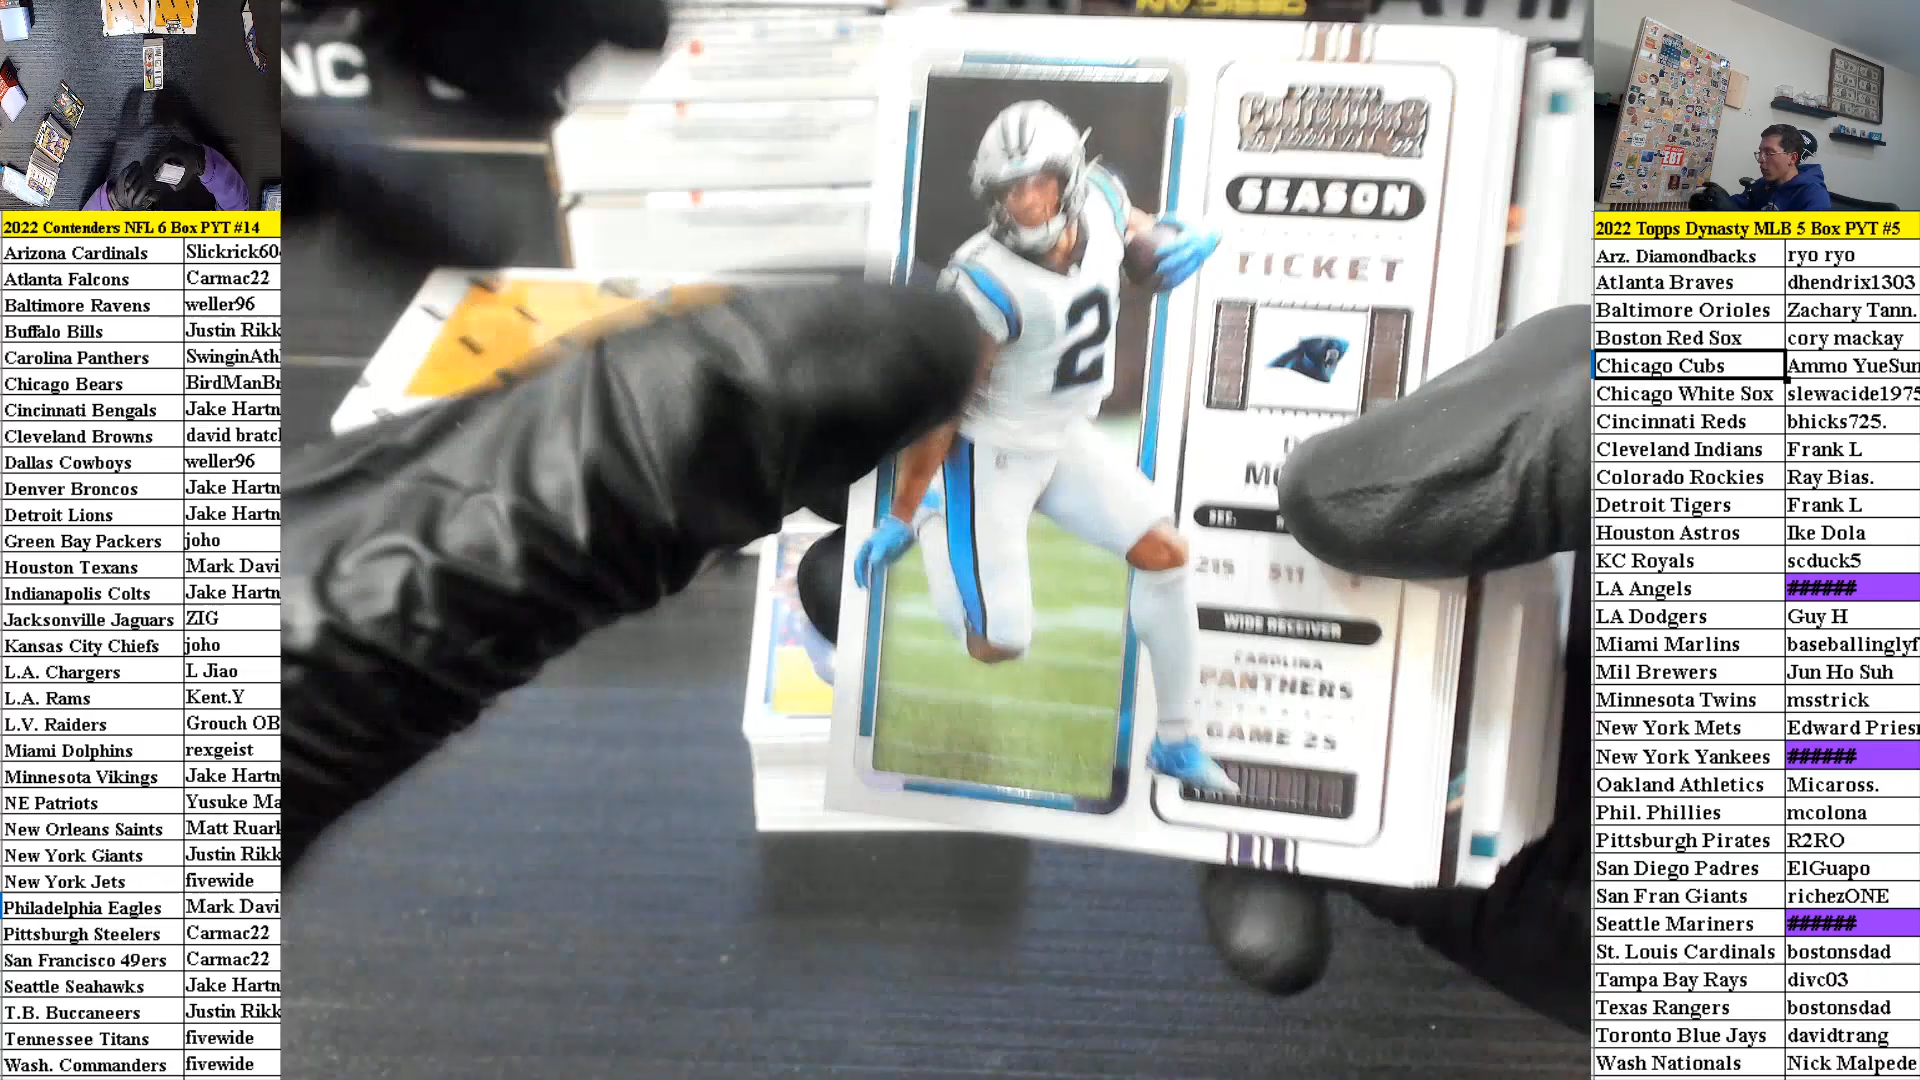 2022 Contenders NFL 6 Box PYT #14
Arizona Cardinals Slickrick60
Atlanta Falcons Carmac22
Baltimore Ravens weller96
Buffalo Bills Justin Rikk
Carolina Panthers SwinginAth
Chicago Bears BirdManBr
Cincinnati Bengals Jake Hartn
Cleveland Browns david bratcl
Dallas Cowboys weller96
Denver Broncos Jake Hartn
Detroit Lions Jake Hartn
Green Bay Packers joho
Houston Texans Mark Davi
Indianapolis Colts Jake Hartn
Jacksonville Jaguars ZIG
Kansas City Chiefs joho
L.A. Chargers L Jiao
L.A. Rams Kent.Y
L.V. Raiders Grouch OB
Miami Dolphins rexgeist
Minnesota Vikings Jake Hartn
NE Patriots Yusuke Ma
New Orleans Saints Matt Ruark
New York Giants Justin Rikk
New York Jets fivewide
Philadelphia Eagles Mark Davi
Pittsburgh Steelers Carmac22
San Francisco 49ers Carmac22
Seattle Seahawks Jake Hartn
T.B. Buccaneers Justin Rikk
Tennessee Titans fivewide
Wash. Commanders fivewide
NC
CONTENDERS
SEASON
TICKET
2
215 511
WIDE RECEIVER
CAROLINA
PANTHERS
GAME 25
2022 Topps Dynasty MLB 5 Box PYT #5
Arz. Diamondbacks ryo ryo
Atlanta Braves dhendrix1303
Baltimore Orioles Zachary Tann.
Boston Red Sox cory mackay
Chicago Cubs Ammo YueSun
Chicago White Sox slewacide1975
Cincinnati Reds bhicks725.
Cleveland Indians Frank L
Colorado Rockies Ray Bias.
Detroit Tigers Frank L
Houston Astros Ike Dola
KC Royals scduck5
LA Angels ######
LA Dodgers Guy H
Miami Marlins baseballinglyf
Mil Brewers Jun Ho Suh
Minnesota Twins msstrick
New York Mets Edward Pries
New York Yankees ######
Oakland Athletics Micaross.
Phil. Phillies mcolona
Pittsburgh Pirates R2RO
San Diego Padres ElGuapo
San Fran Giants richezONE
Seattle Mariners ######
St. Louis Cardinals bostonsdad
Tampa Bay Rays divc03
Texas Rangers bostonsdad
Toronto Blue Jays davidtrang
Wash Nationals Nick Malpede